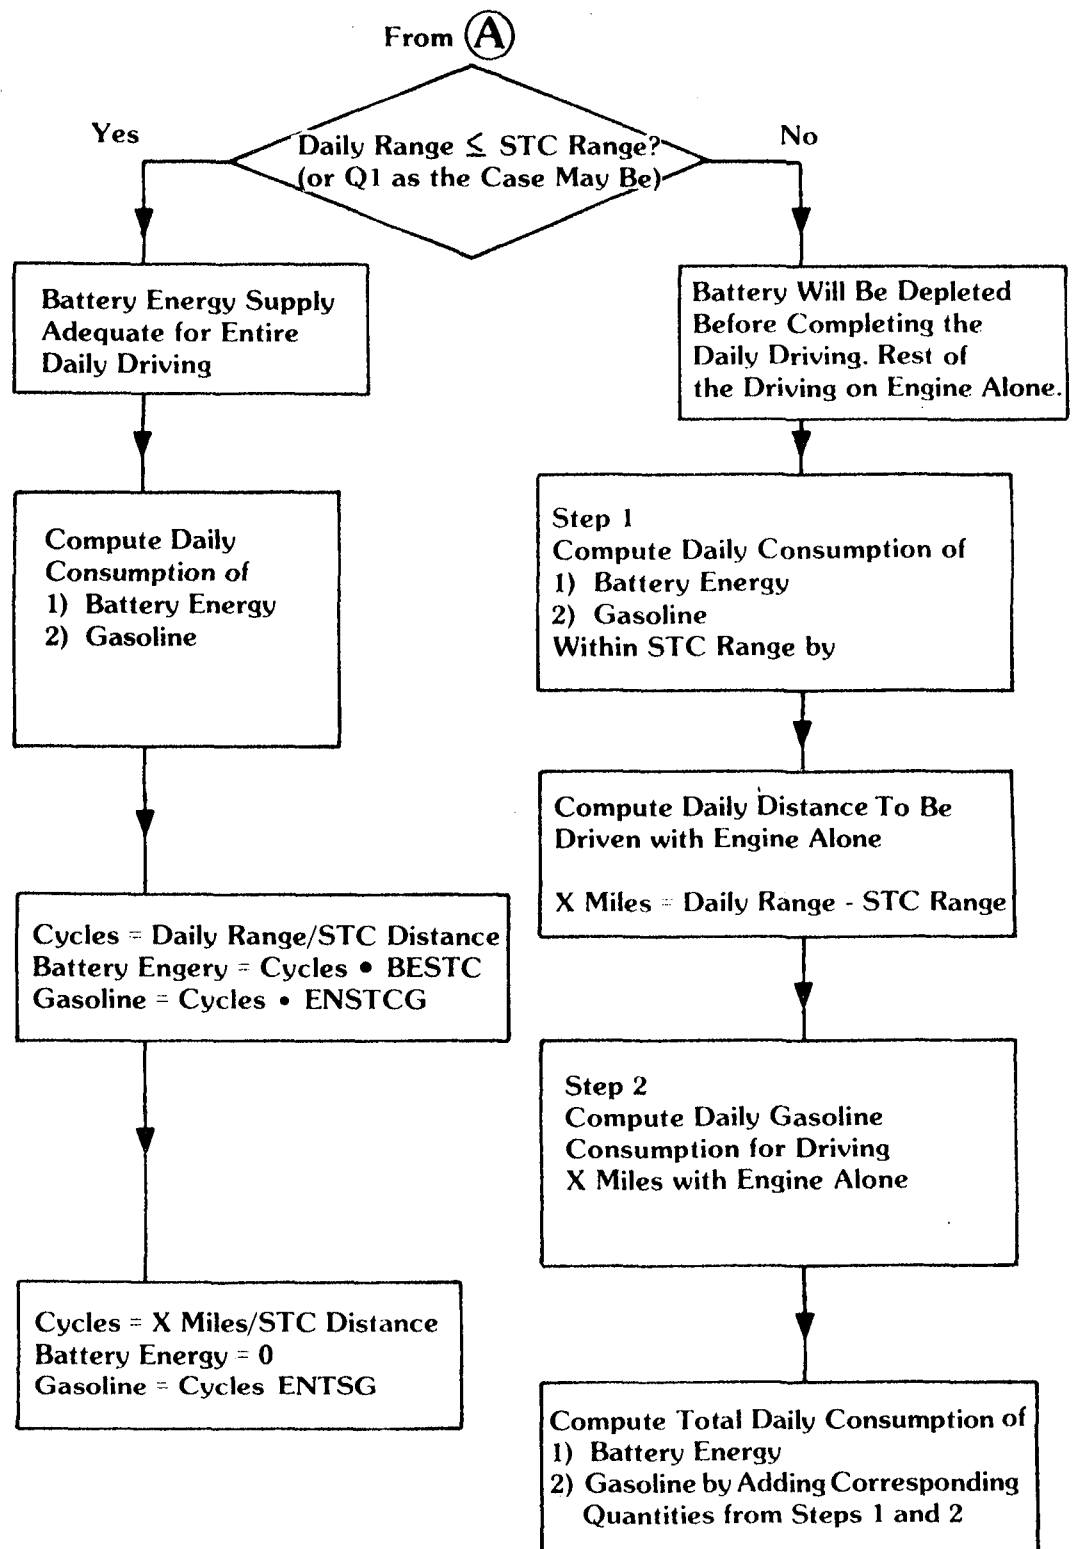 From A
Yes
Daily Range ≤ STC Range?
(or Q1 as the Case May Be)
No
Battery Energy Supply
Adequate for Entire
Daily Driving
Compute Daily
Consumption of
1) Battery Energy
2) Gasoline
Cycles = Daily Range/STC Distance
Battery Engery = Cycles • BESTC
Gasoline = Cycles • ENSTCG
Cycles = X Miles/STC Distance
Battery Energy = 0
Gasoline = Cycles ENTSG
Battery Will Be Depleted
Before Completing the
Daily Driving. Rest of
the Driving on Engine Alone.
Step 1
Compute Daily Consumption of
1) Battery Energy
2) Gasoline
Within STC Range by
Compute Daily Distance To Be
Driven with Engine Alone
X Miles = Daily Range - STC Range
Step 2
Compute Daily Gasoline
Consumption for Driving
X Miles with Engine Alone
Compute Total Daily Consumption of
1) Battery Energy
2) Gasoline by Adding Corresponding
Quantities from Steps 1 and 2